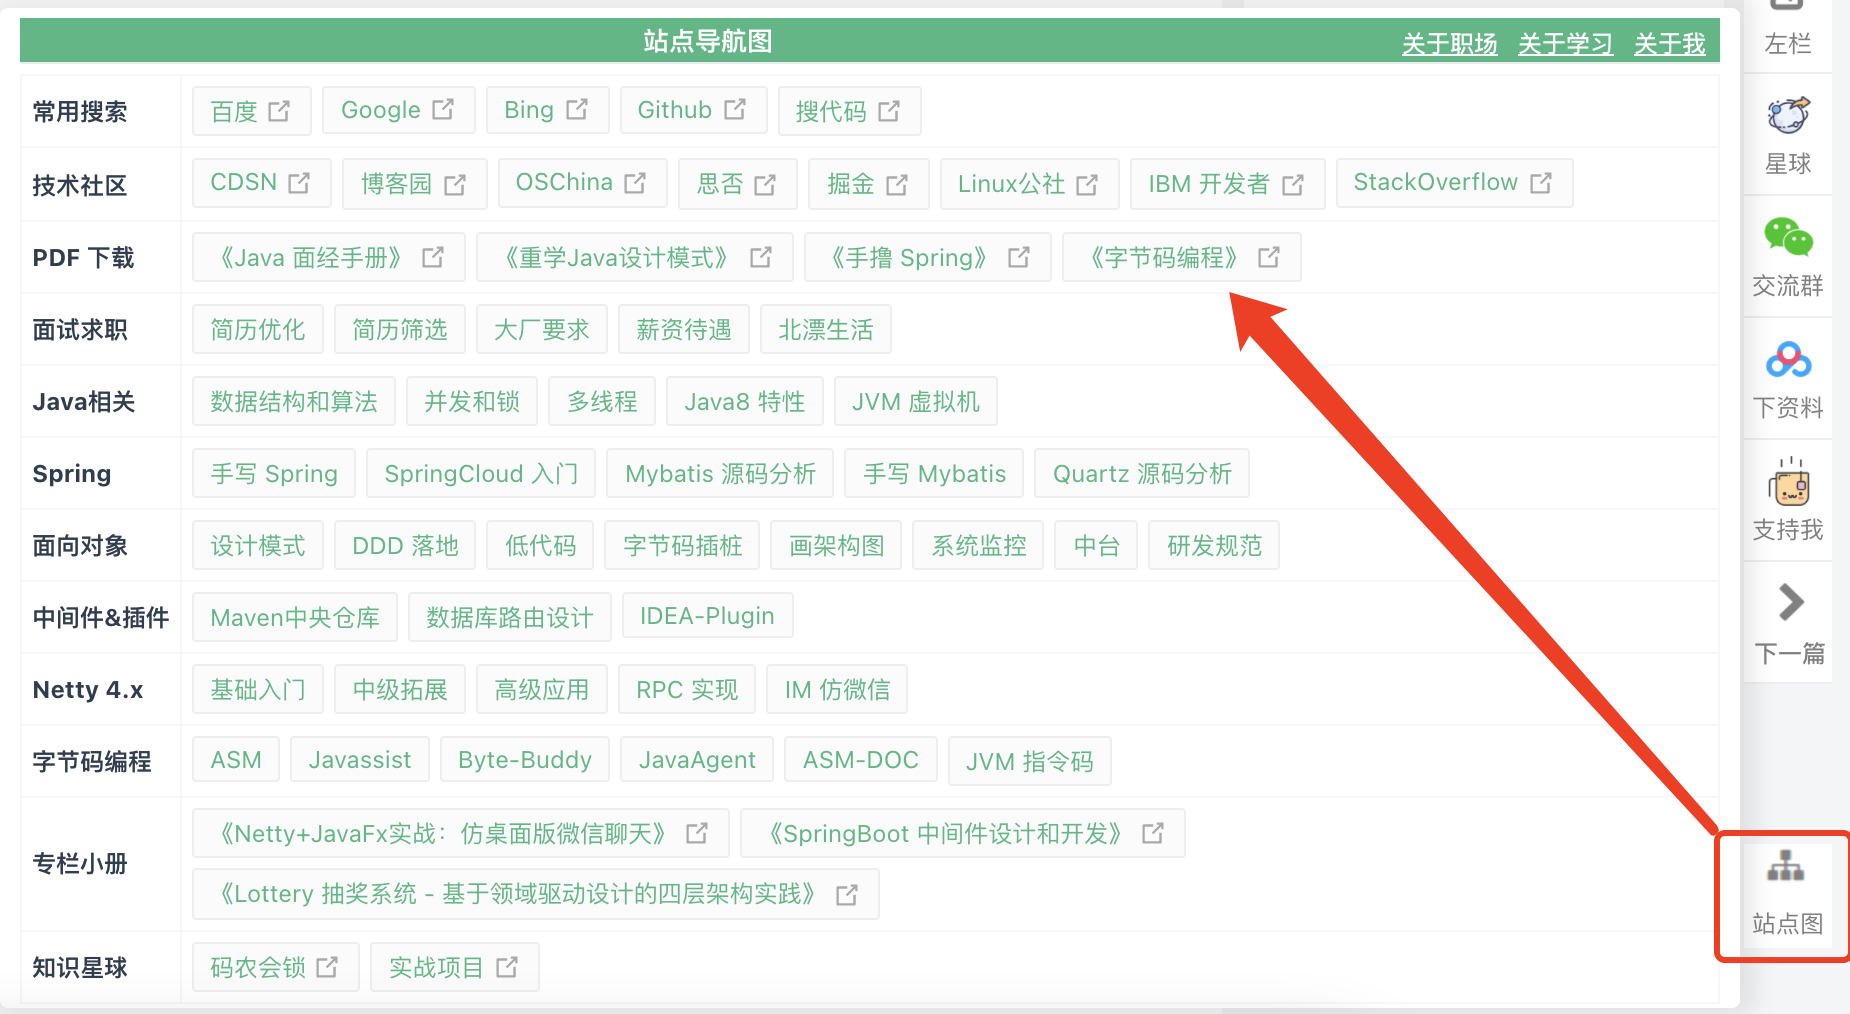 站点导航图 关于职场 关于学习 关于我
常用搜索 百度 Google Bing Github 搜代码
技术社区 CDSN 博客园 OSChina 思否 掘金 Linux公社 IBM 开发者 StackOverflow
PDF 下载 《Java 面经手册》 《重学Java设计模式》 《手撸 Spring》 《字节码编程》
面试求职 简历优化 简历筛选 大厂要求 薪资待遇 北漂生活
Java相关 数据结构和算法 并发和锁 多线程 Java8 特性 JVM 虚拟机
Spring 手写 Spring SpringCloud 入门 Mybatis 源码分析 手写 Mybatis Quartz 源码分析
面向对象 设计模式 DDD 落地 低代码 字节码插桩 画架构图 系统监控 中台 研发规范
中间件&插件 Maven中央仓库 数据库路由设计 IDEA-Plugin
Netty 4.x 基础入门 中级拓展 高级应用 RPC 实现 IM 仿微信
字节码编程 ASM Javassist Byte-Buddy JavaAgent ASM-DOC JVM 指令码
专栏小册 《Netty+JavaFx实战：仿桌面版微信聊天》 《SpringBoot 中间件设计和开发》
《Lottery 抽奖系统 - 基于领域驱动设计的四层架构实践》
知识星球 码农会锁 实战项目
左栏
星球
交流群
下资料
支持我
下一篇
站点图